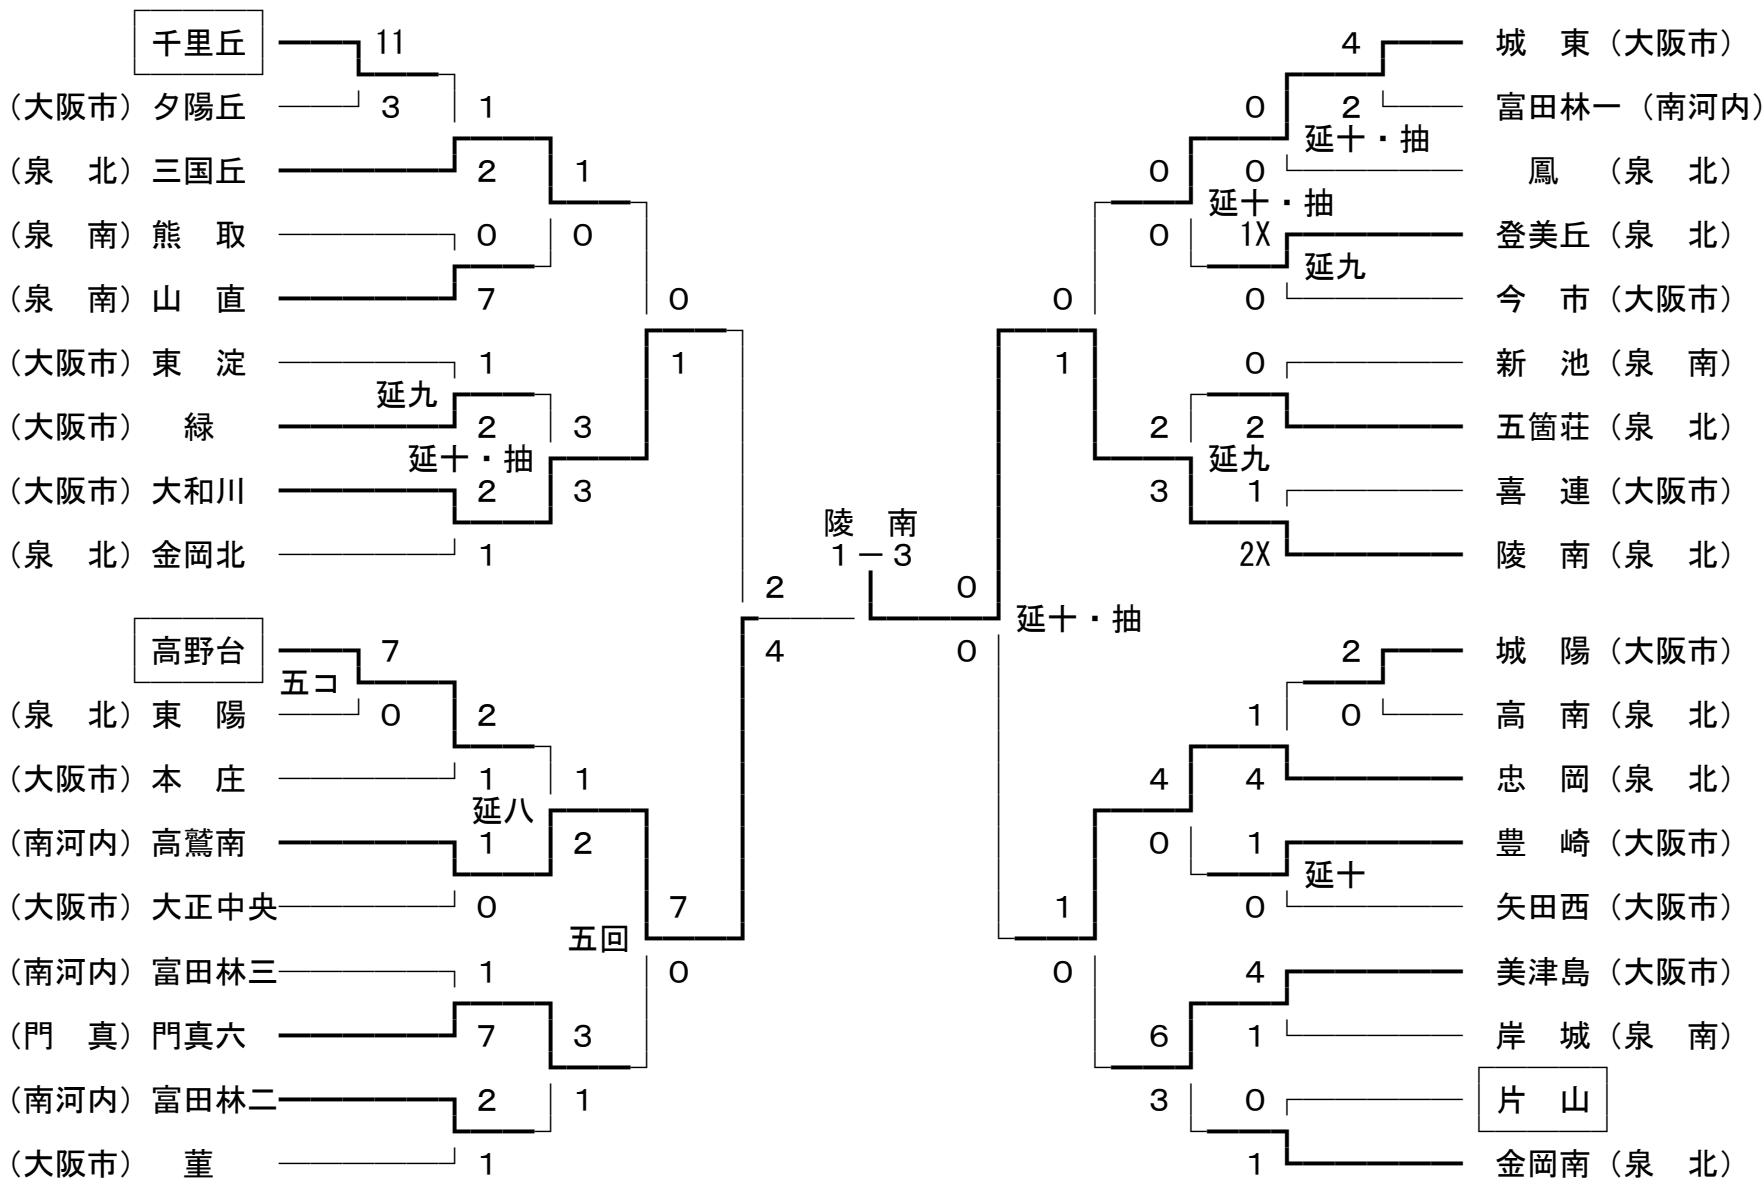 千里丘 11 4 城　東（大阪市）
（大阪市）夕陽丘 3 1 0 2 富田林一（南河内）
延十・抽
（泉　北）三国丘 2 1 0 0 鳳　（泉　北）
延十・抽
（泉　南）熊　取 0 0 0 1X 登美丘（泉　北）
延九
（泉　南）山　直 7 0 0 0 今　市（大阪市）
（大阪市）東　淀 1 1 1 0 新　池（泉　南）
延九
（大阪市）　緑 2 3 2 2 五箇荘（泉　北）
延十・抽 延九
（大阪市）大和川 2 3 3 1 喜　連（大阪市）
陵　南
（泉　北）金岡北 1 1－3 2X 陵　南（泉　北）
2 0
延十・抽
高野台 7 4 0 2 城　陽（大阪市）
五コ
（泉　北）東　陽 0 2 1 0 高　南（泉　北）
（大阪市）本　庄 1 1 4 4 忠　岡（泉　北）
延八
（南河内）高鷲南 1 2 0 1 豊　崎（大阪市）
延十
（大阪市）大正中央 0 7 1 0 矢田西（大阪市）
五回
（南河内）富田林三 1 0 0 4 美津島（大阪市）
（門　真）門真六 7 3 6 1 岸　城（泉　南）
（南河内）富田林二 2 1 3 0 片　山
（大阪市）　菫 1 1 金岡南（泉　北）